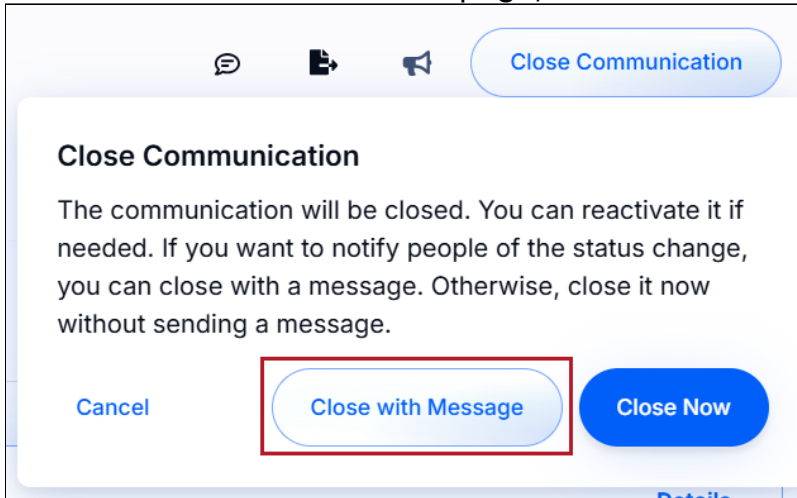 Close Communication
Close Communication
The communication will be closed. You can reactivate it if
needed. If you want to notify people of the status change,
you can close with a message. Otherwise, close it now
without sending a message.
Cancel
Close with Message
Close Now